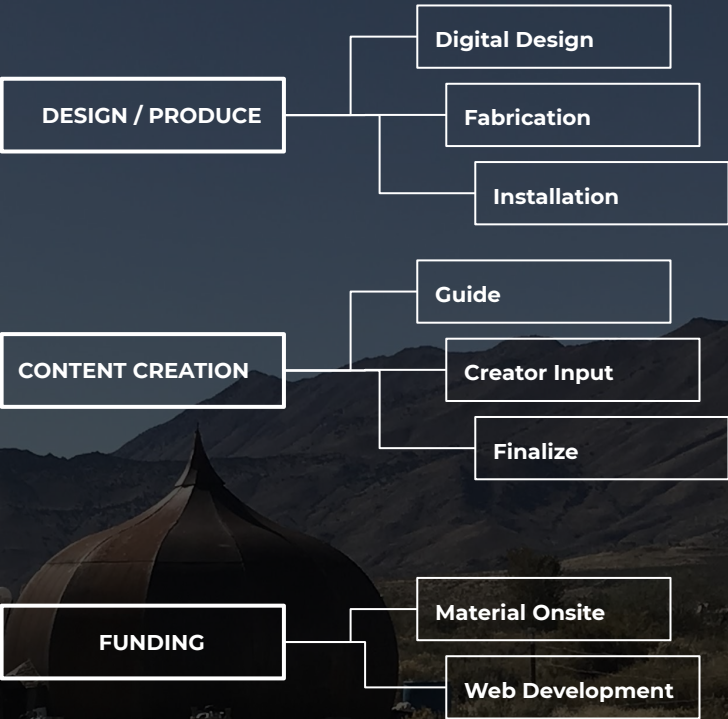 DESIGN / PRODUCE
Digital Design
Fabrication
Installation
CONTENT CREATION
Guide
Creator Input
Finalize
FUNDING
Material Onsite
Web Development